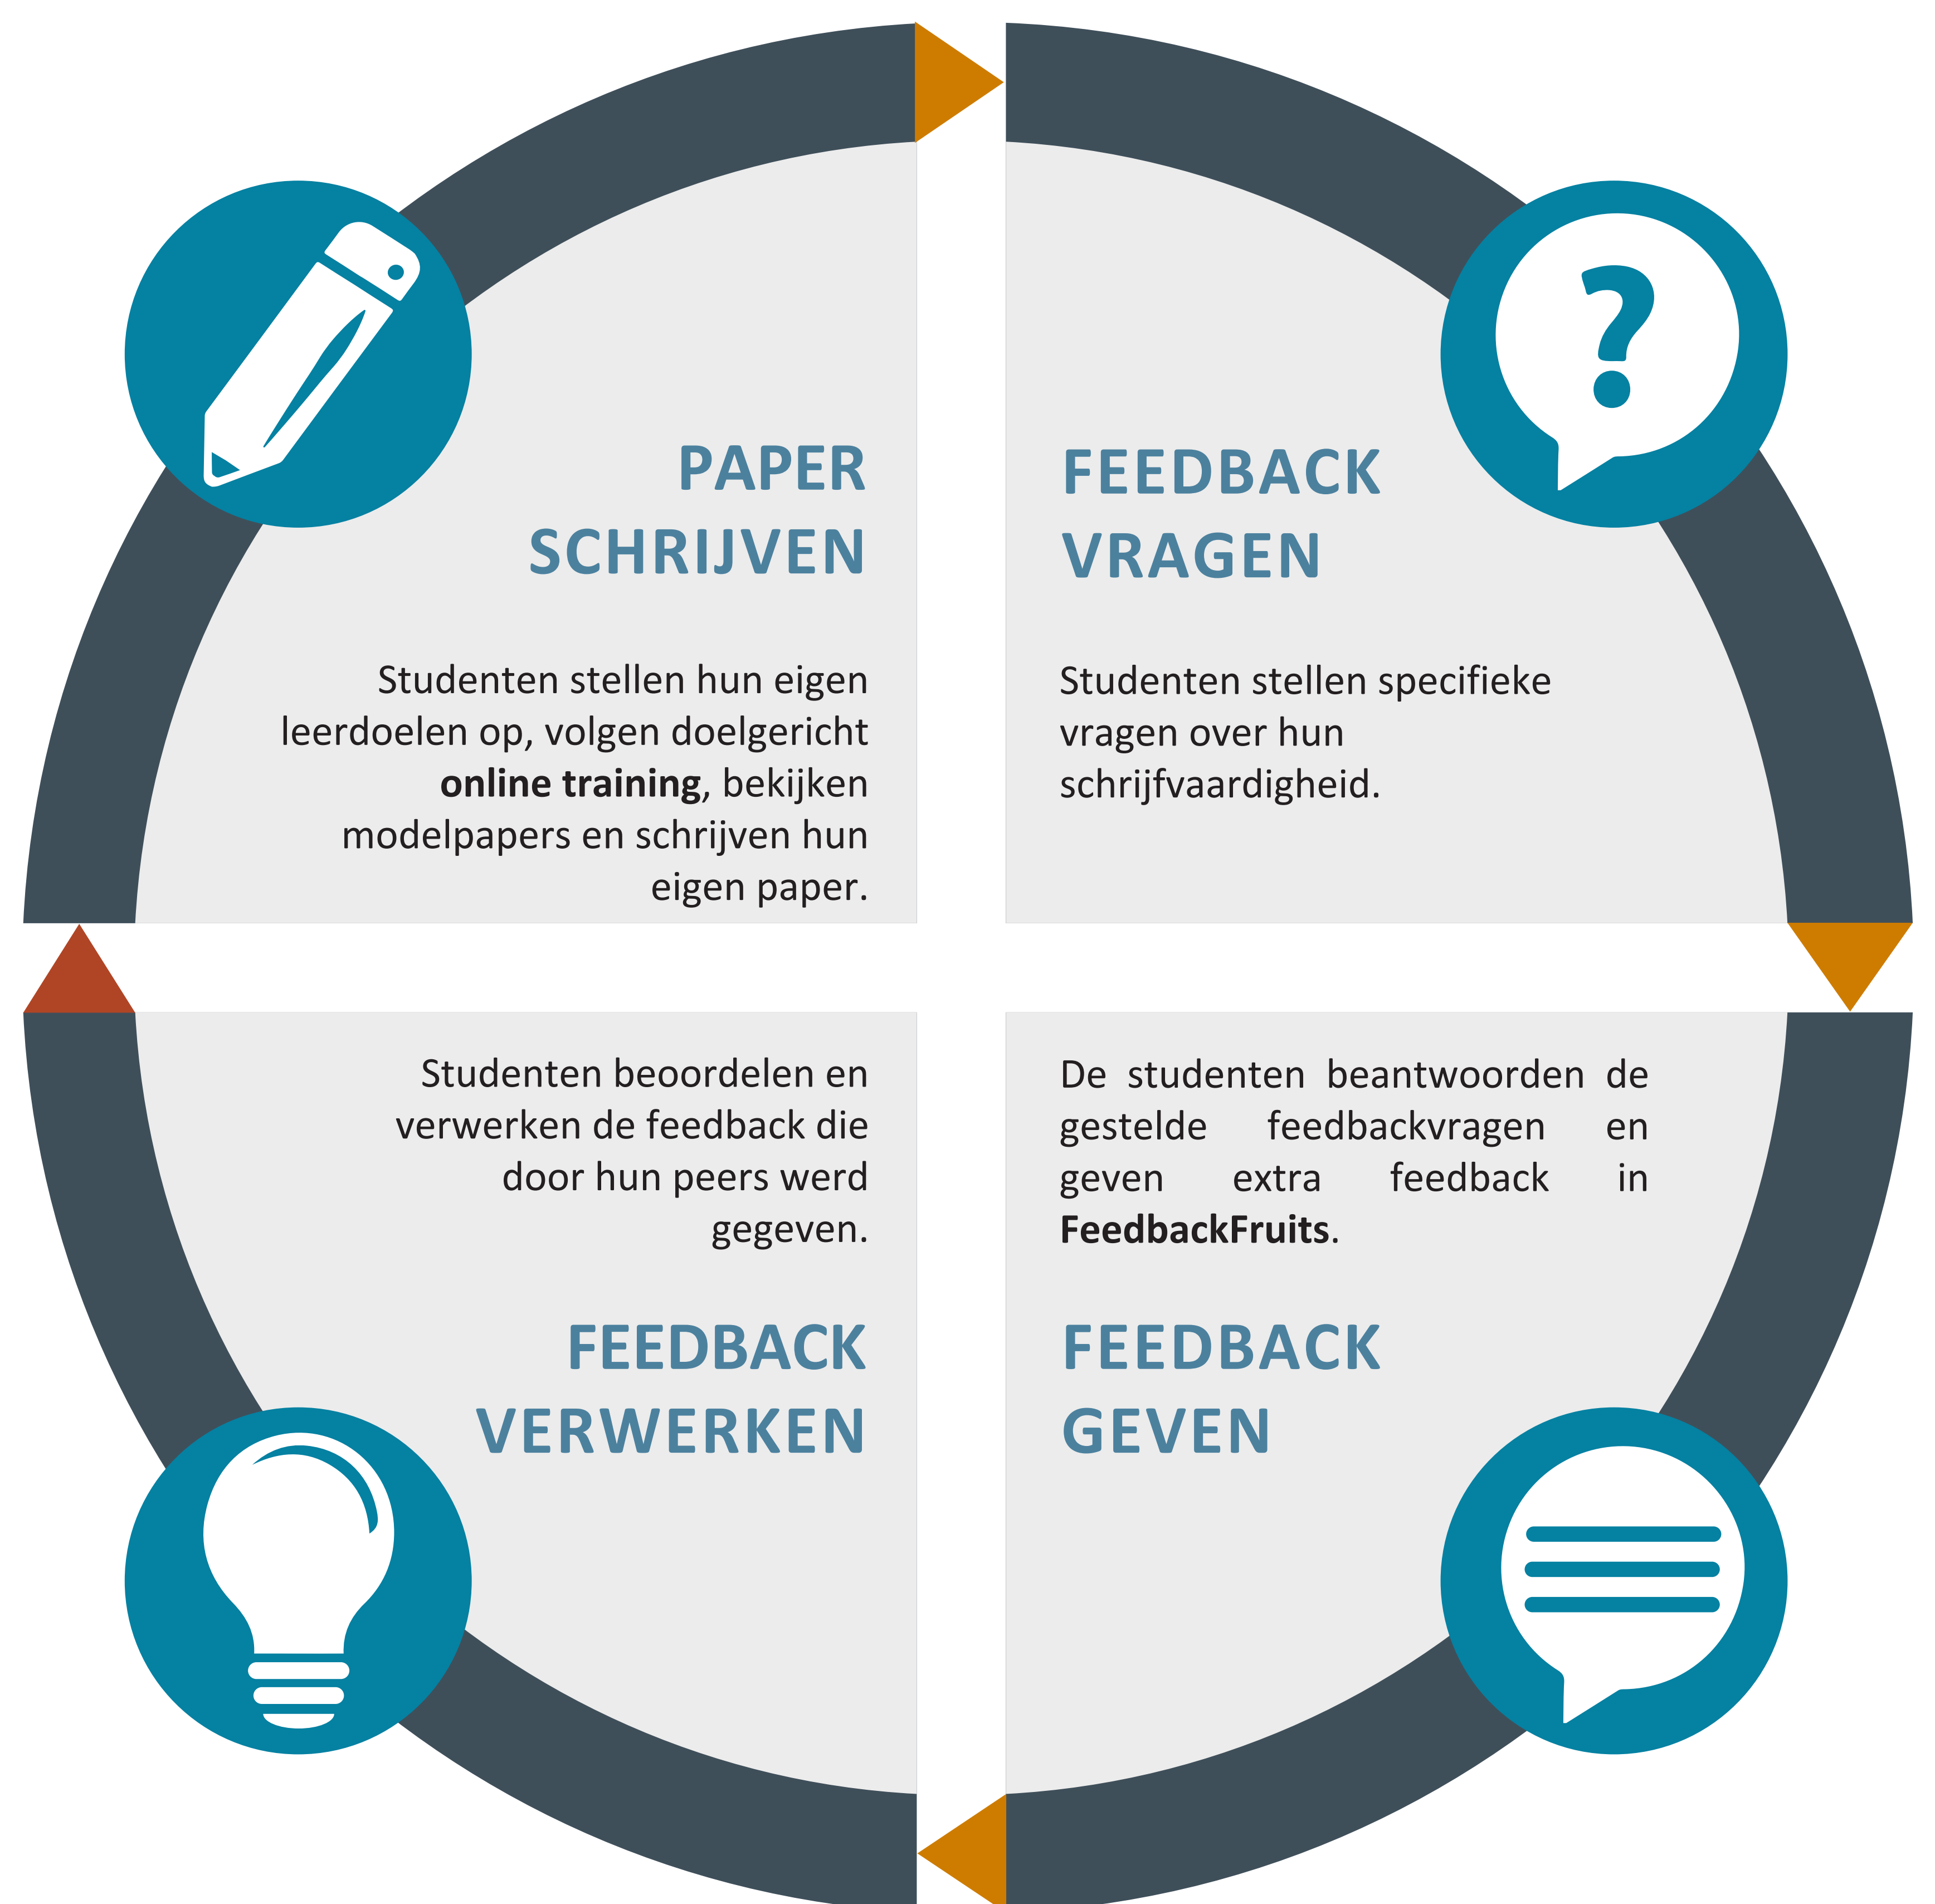 PAPER
SCHRIJVEN
Studenten stellen hun eigen
leerdoelen op, volgen doelgericht
online training, bekijken
modelpapers en schrijven hun
eigen paper.
FEEDBACK
VRAGEN
Studenten stellen specifieke
vragen over hun
schrijfvaardigheid.
De studenten beantwoorden de
gestelde feedbackvragen en
geven extra feedback in
FeedbackFruits.
FEEDBACK
GEVEN
Studenten beoordelen en
verwerken de feedback die
door hun peers werd
gegeven.
FEEDBACK
VERWERKEN
?